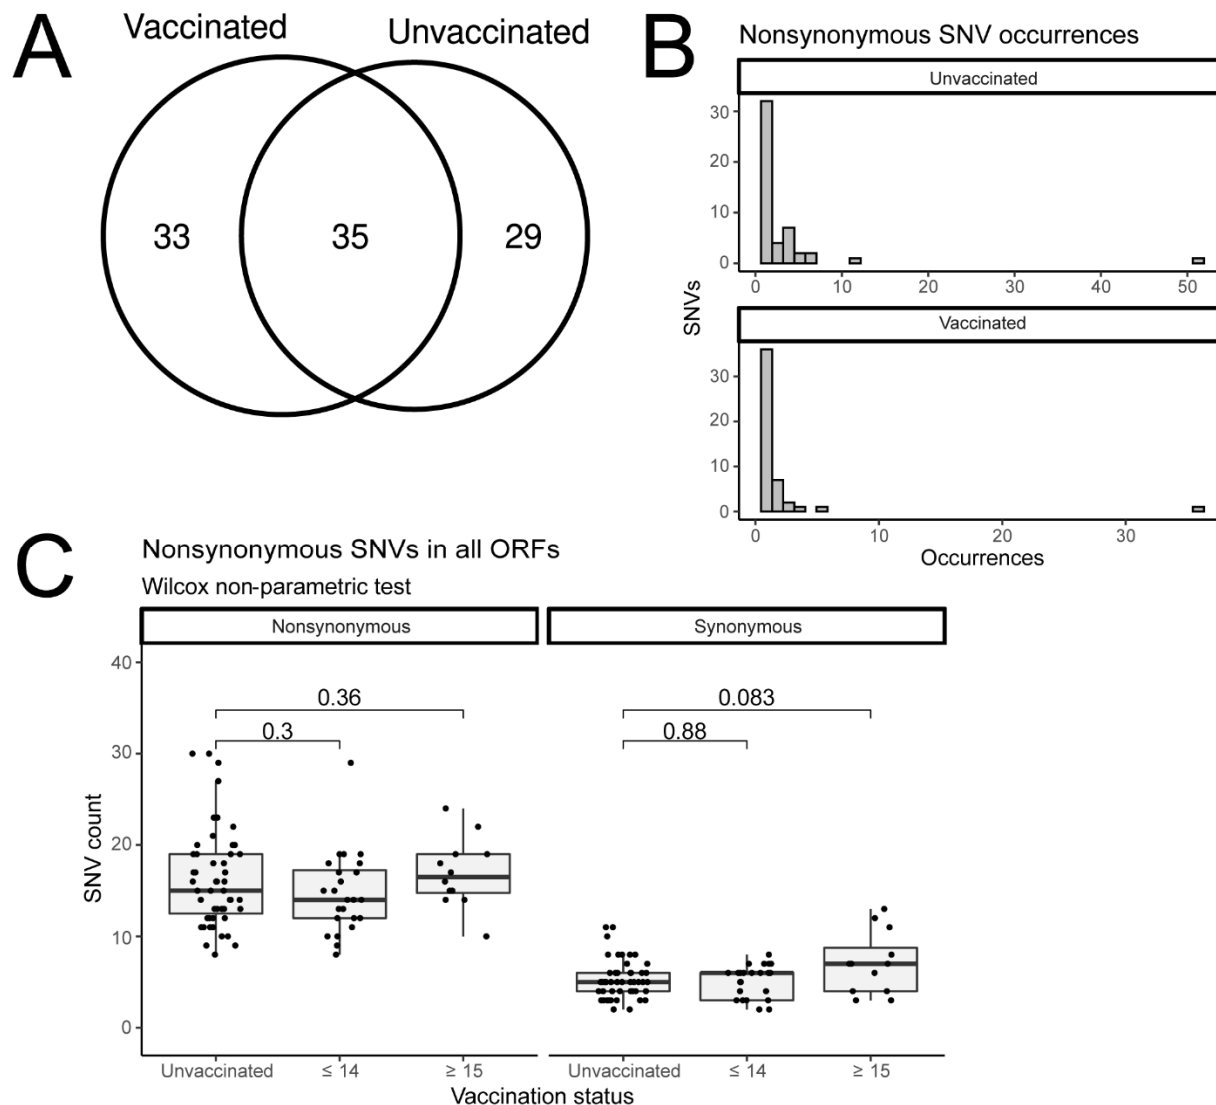 A
Vaccinated
Unvaccinated
33
35
29
B
Nonsynonymous SNV occurrences
Unvaccinated
30
20
10
0
0 10 20 30 40 50
SNVs
Vaccinated
30
20
10
0
0 10 20 30
Occurrences
C
Nonsynonymous SNVs in all ORFs
Wilcox non-parametric test
Nonsynonymous
Synonymous
SNV count
40
30
20
10
0
0.36
0.3
0.083
0.88
Unvaccinated ≤ 14 ≥ 15
Unvaccinated ≤ 14 ≥ 15
Vaccination status